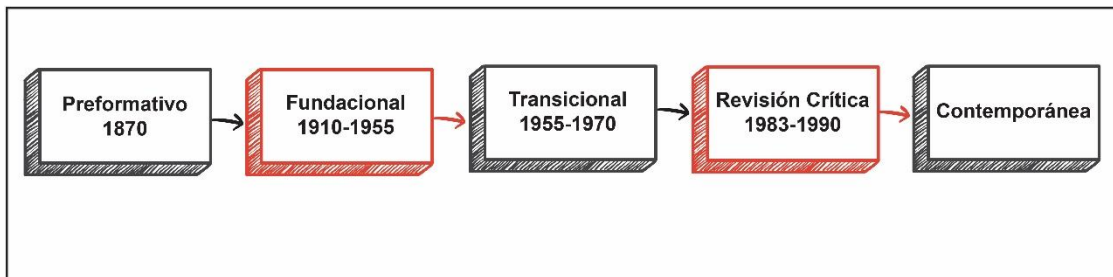 Preformativo
1870
Fundacional
1910-1955
Transicional
1955-1970
Revisión Crítica
1983-1990
Contemporánea